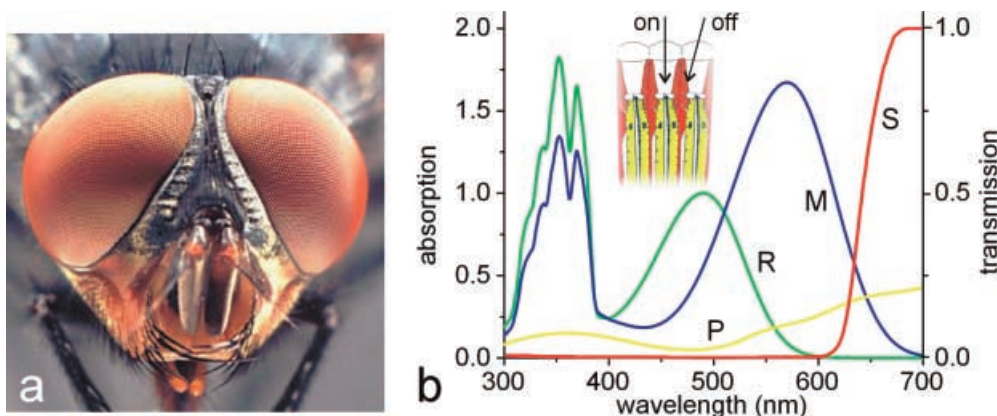 a
b
on off
absorption
2.0
1.5
1.0
0.5
0.0
S
M
R
P
1.0
0.5
0.0
transmission
300 400 500 600 700
wavelength (nm)